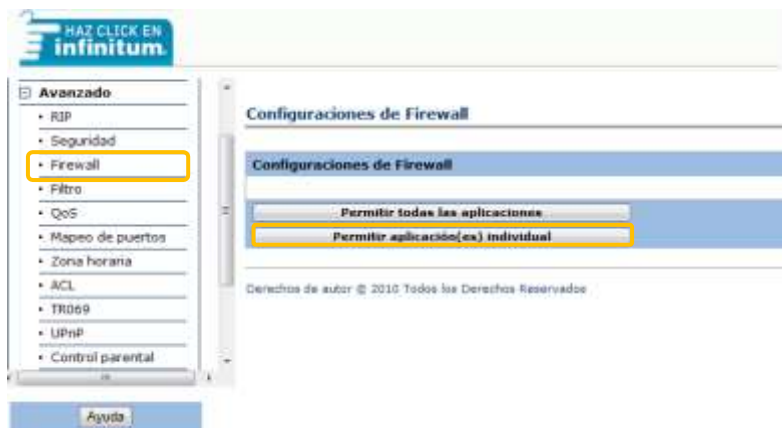 HAZ CLICK EN
infinitum.
Avanzado
RIP
Seguridad
Firewall
Filtro
QoS
Mapeo de puertos
Zona horaria
ACL
TR069
UPnP
Control parental
Ayuda
Configuraciones de Firewall
Configuraciones de Firewall
Permitir todas las aplicaciones
Permitir aplicación(es) individual
Derechos de autor @ 2010 Todos los Derechos Reservados